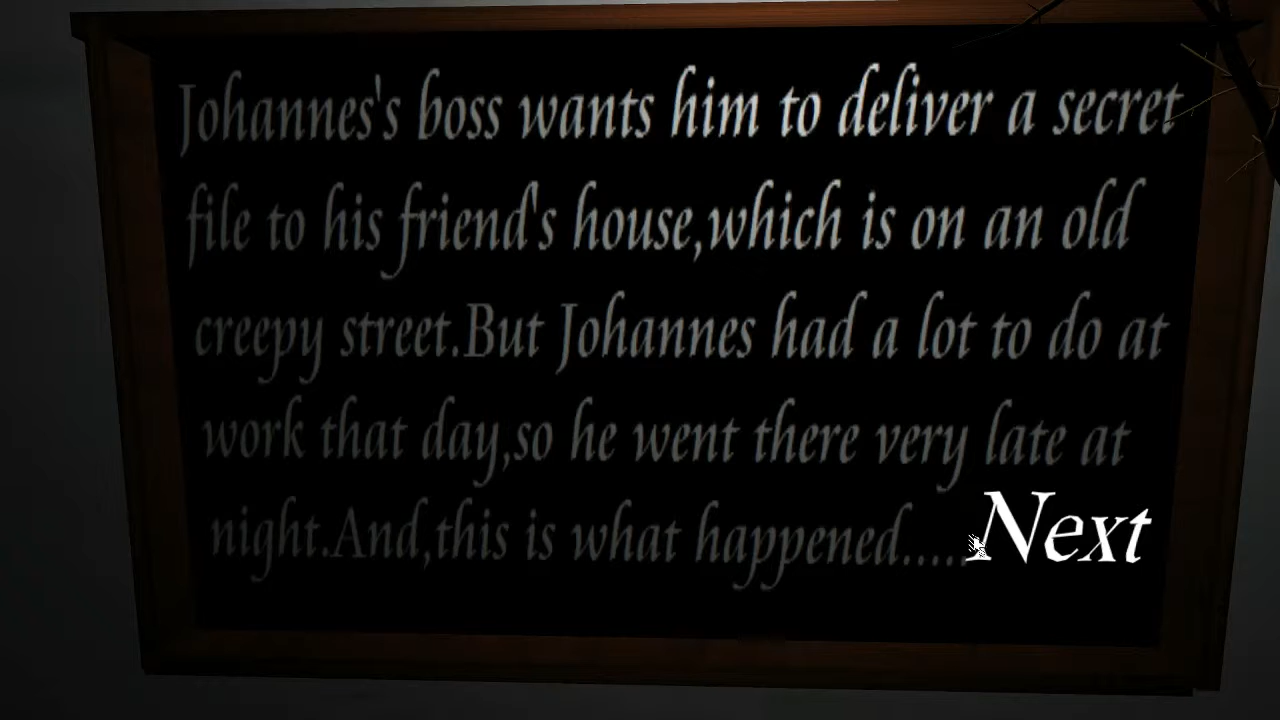 Johannes's boss wants him to deliver a secret
file to his friend's house,which is on an old
creepy street.But Johannes had a lot to do at
work that day,so he went there very late at
night.And,this is what happened.....
Next